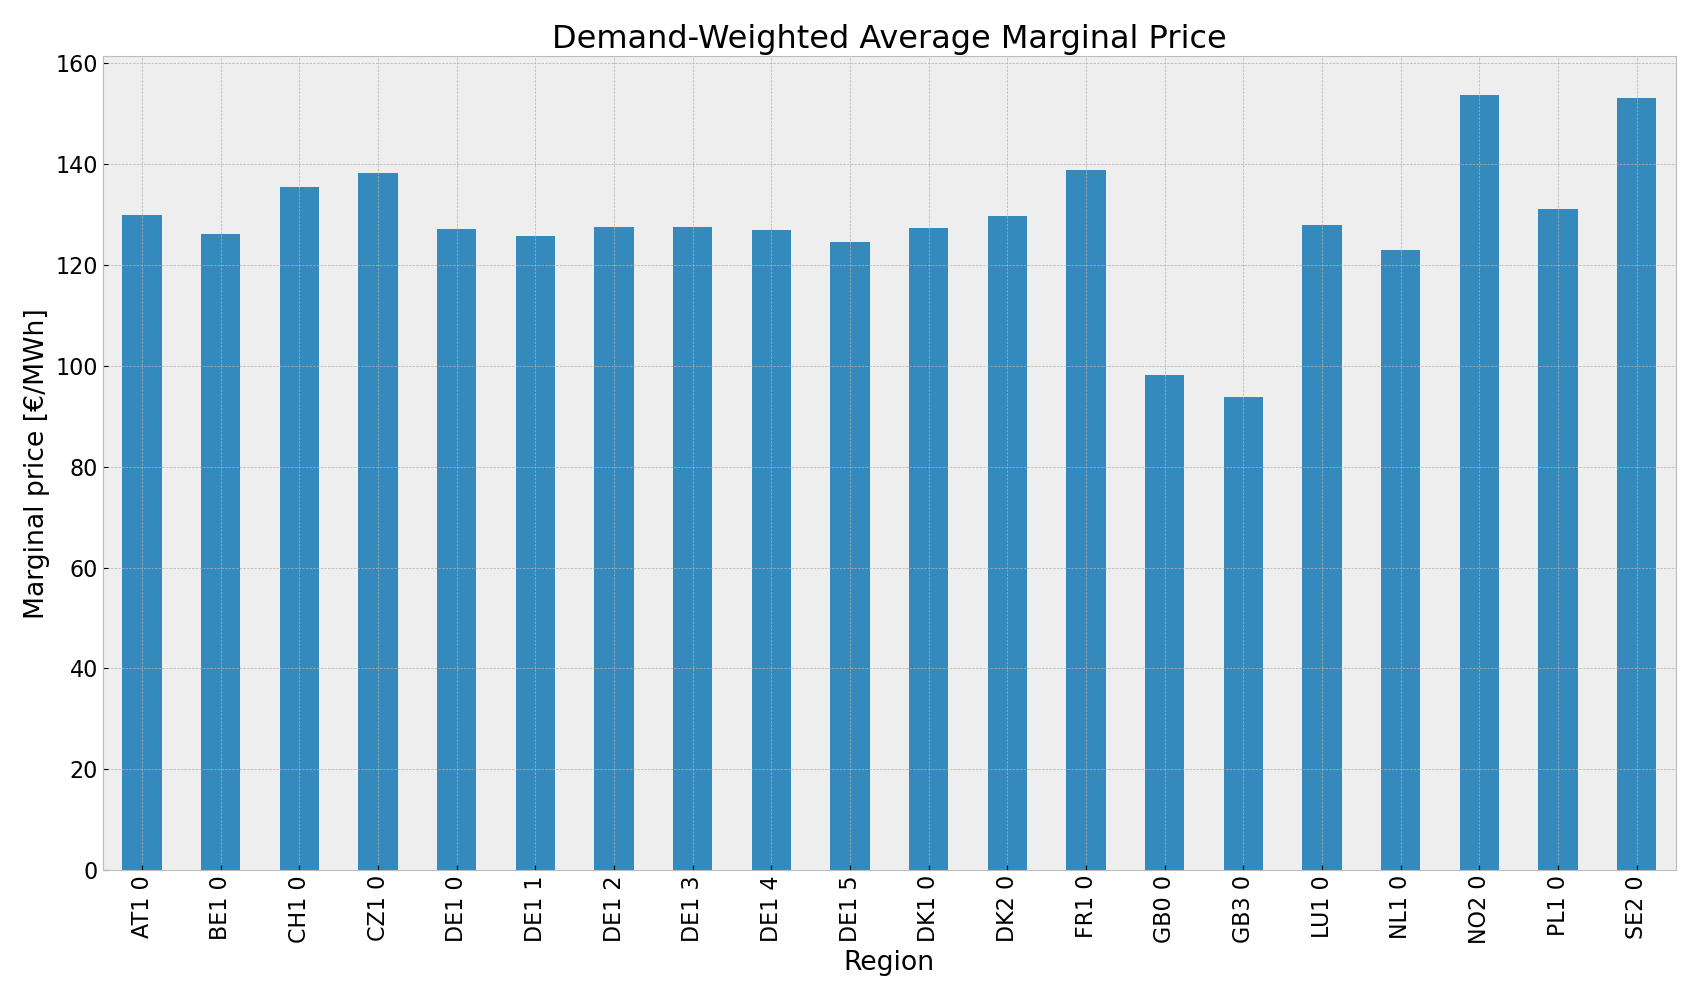 Demand-Weighted Average Marginal Price
Marginal price [€/MWh]
160
140
120
100
80
60
40
20
0
AT1 0
BE1 0
CH1 0
CZ1 0
DE1 0
DE1 1
DE1 2
DE1 3
DE1 4
DE1 5
DK1 0
DK2 0
FR1 0
GB0 0
GB3 0
LU1 0
NL1 0
NO2 0
PL1 0
SE2 0
Region